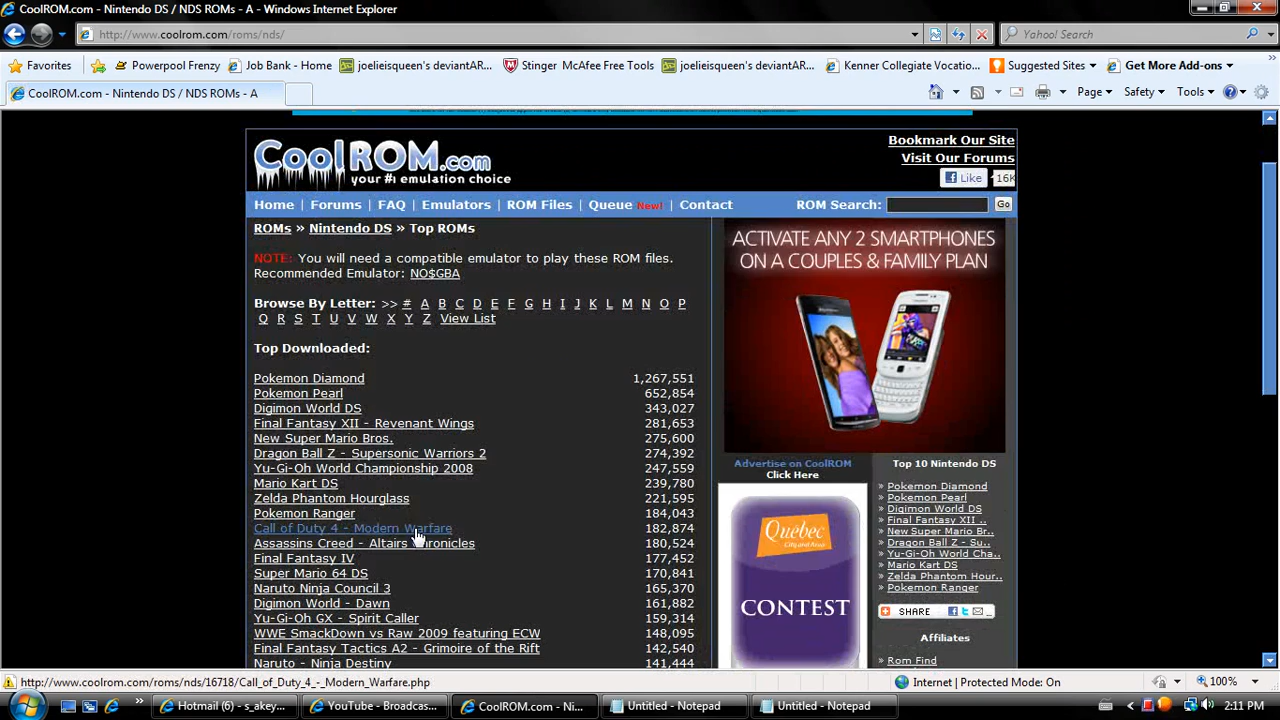 CoolROM.com - Nintendo DS / NDS ROMs - A - Windows Internet Explorer
http://www.coolrom.com/roms/nds/
Yahoo! Search
Favorites
Powerpool Frenzy
Job Bank - Home
joelieisqueen's deviantAR...
Stinger McAfee Free Tools
joelieisqueen's deviantAR...
Kenner Collegiate Vocatio...
Suggested Sites
Get More Add-ons
CoolROM.com - Nintendo DS / NDS ROMs - A
Page
Safety
Tools
CoolROM.com
your #1 emulation choice
Bookmark Our Site
Visit Our Forums
Like
16K
Home | Forums | FAQ | Emulators | ROM Files | Queue New! | Contact
ROM Search:
Go
ROMs » Nintendo DS » Top ROMs
NOTE: You will need a compatible emulator to play these ROM files.
Recommended Emulator: NO$GBA
Browse By Letter: >> # A B C D E F G H I J K L M N O P
Q R S T U V W X Y Z View List
Top Downloaded:
Pokemon Diamond 1,267,551
Pokemon Pearl 652,854
Digimon World DS 343,027
Final Fantasy XII - Revenant Wings 281,653
New Super Mario Bros. 275,600
Dragon Ball Z - Supersonic Warriors 2 274,392
Yu-Gi-Oh World Championship 2008 247,559
Mario Kart DS 239,780
Zelda Phantom Hourglass 221,595
Pokemon Ranger 184,043
Call of Duty 4 - Modern Warfare 182,874
Assassins Creed - Altairs Chronicles 180,524
Final Fantasy IV 177,452
Super Mario 64 DS 170,841
Naruto Ninja Council 3 165,370
Digimon World - Dawn 161,882
Yu-Gi-Oh GX - Spirit Caller 159,314
WWE SmackDown vs Raw 2009 featuring ECW 148,095
Final Fantasy Tactics A2 - Grimoire of the Rift 142,540
Naruto - Ninja Destiny 141,444
ACTIVATE ANY 2 SMARTPHONES
ON A COUPLES & FAMILY PLAN
Advertise on CoolROM
Click Here
Québec
City and Area
CONTEST
Top 10 Nintendo DS
» Pokemon Diamond
» Pokemon Pearl
» Digimon World DS
» Final Fantasy XII ..
» New Super Mario Br..
» Dragon Ball Z - Su..
» Yu-Gi-Oh World Cha..
» Mario Kart DS
» Zelda Phantom Hour..
» Pokemon Ranger
SHARE
Affiliates
» Rom Find
http://www.coolrom.com/roms/nds/16718/Call_of_Duty_4_-_Modern_Warfare.php
Internet | Protected Mode: On
100%
Hotmail (6) - s_akey...
YouTube - Broadcas...
CoolROM.com - Ni...
Untitled - Notepad
Untitled - Notepad
2:11 PM